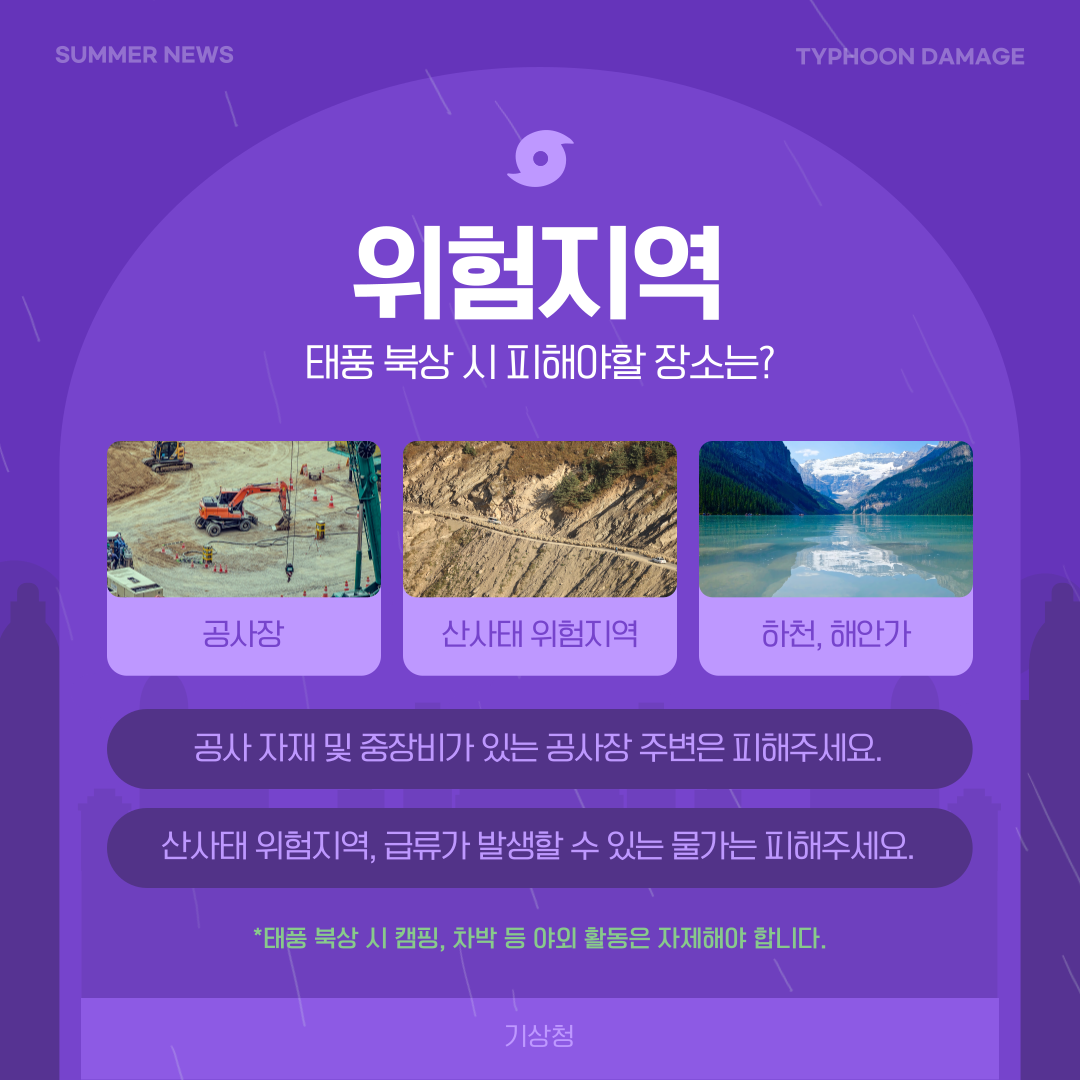 SUMMER NEWS
TYPHOON DAMAGE
위험지역
태풍 북상 시 피해야할 장소는?
공사장
산사태 위험지역
하천, 해안가
공사 자재 및 중장비가 있는 공사장 주변은 피해주세요.
산사태 위험지역, 급류가 발생할 수 있는 물가는 피해주세요.
*태풍 북상 시 캠핑, 차박 등 야외 활동은 자제해야 합니다.
기상청